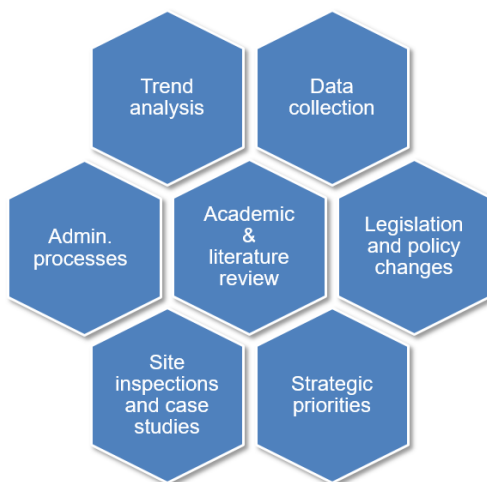 Trend
analysis
Data
collection
Admin.
processes
Academic
&
literature
review
Legislation
and policy
changes
Site
inspections
and case
studies
Strategic
priorities